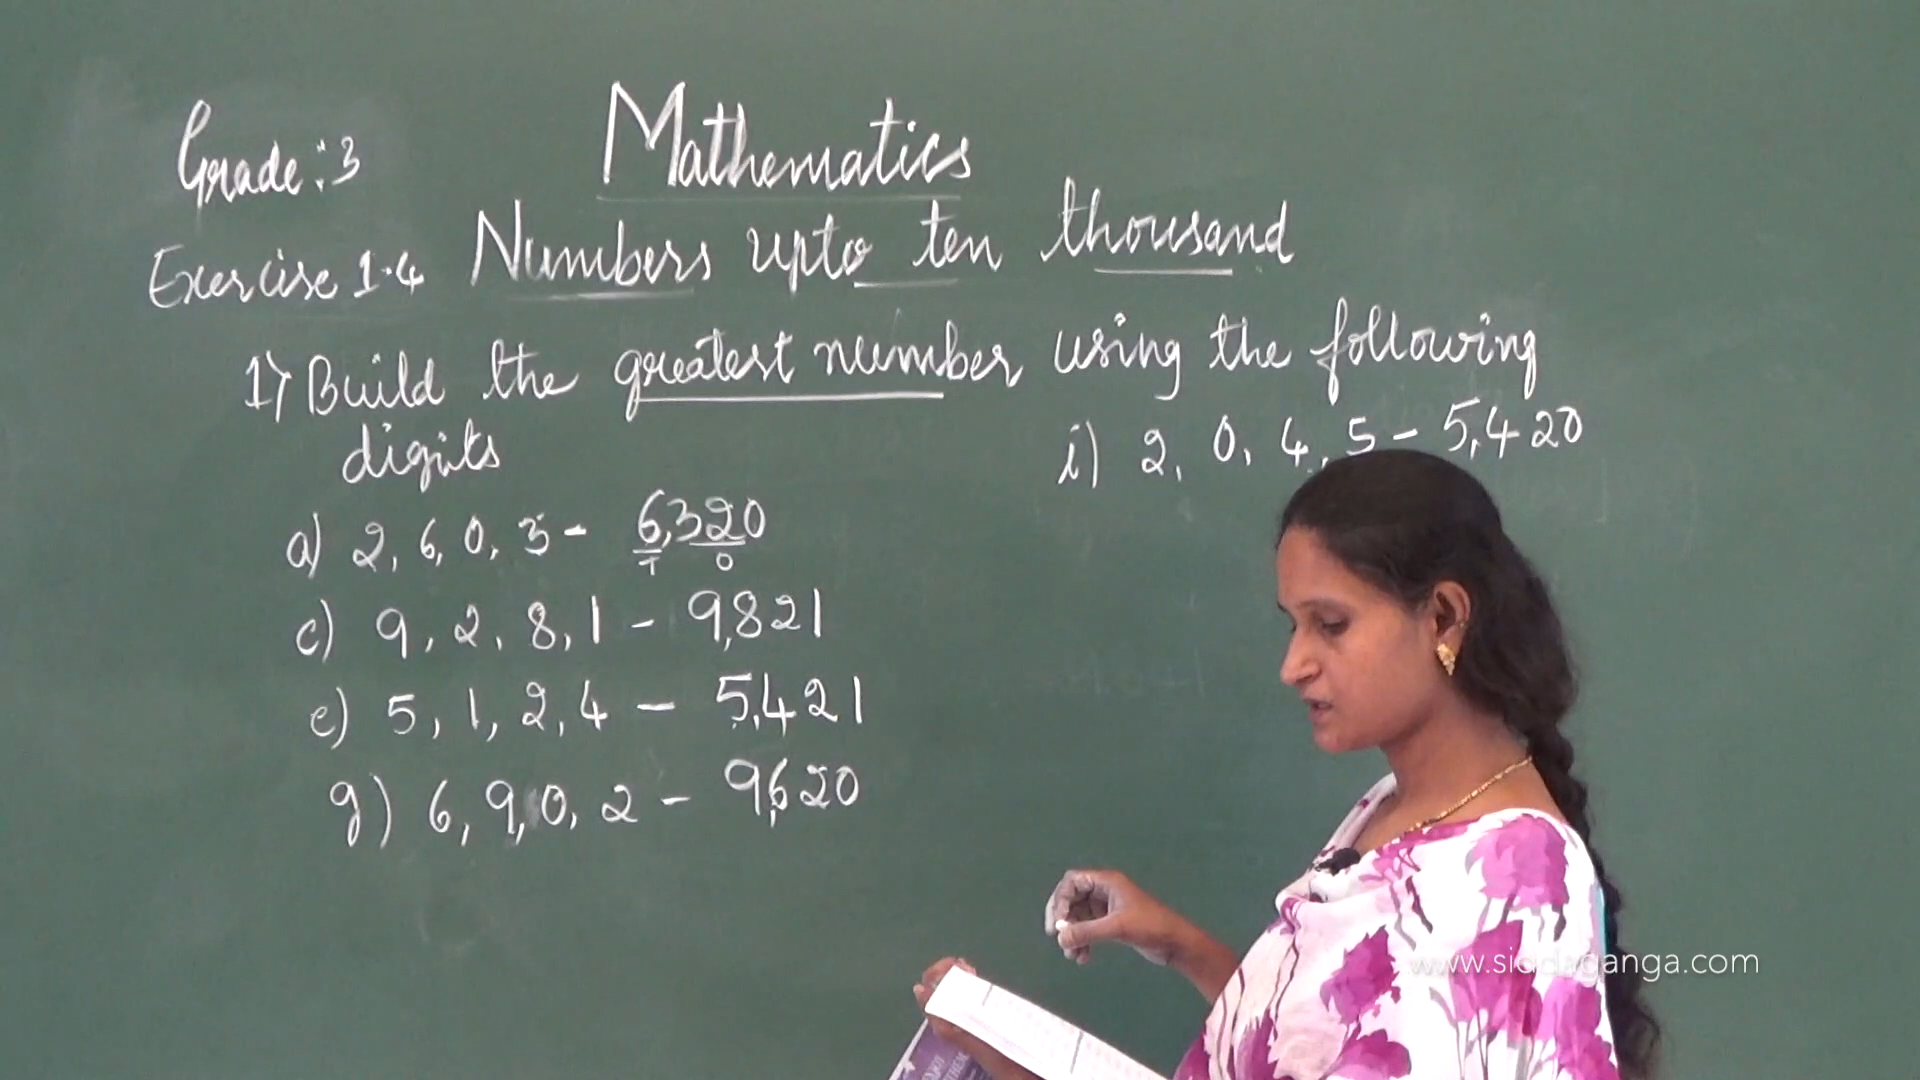 Grade: 3
Mathematics
Exercise 1.4 Numbers upto ten thousand
1) Build the greatest number using the following
digits
a) 2, 6, 0, 3 - 6,320
T O
c) 9, 2, 8, 1 - 9,821
e) 5, 1, 2, 4 - 5,421
g) 6, 9, 0, 2 - 9,620
i) 2, 0, 4, 5 - 5,420
www.siddaganga.com